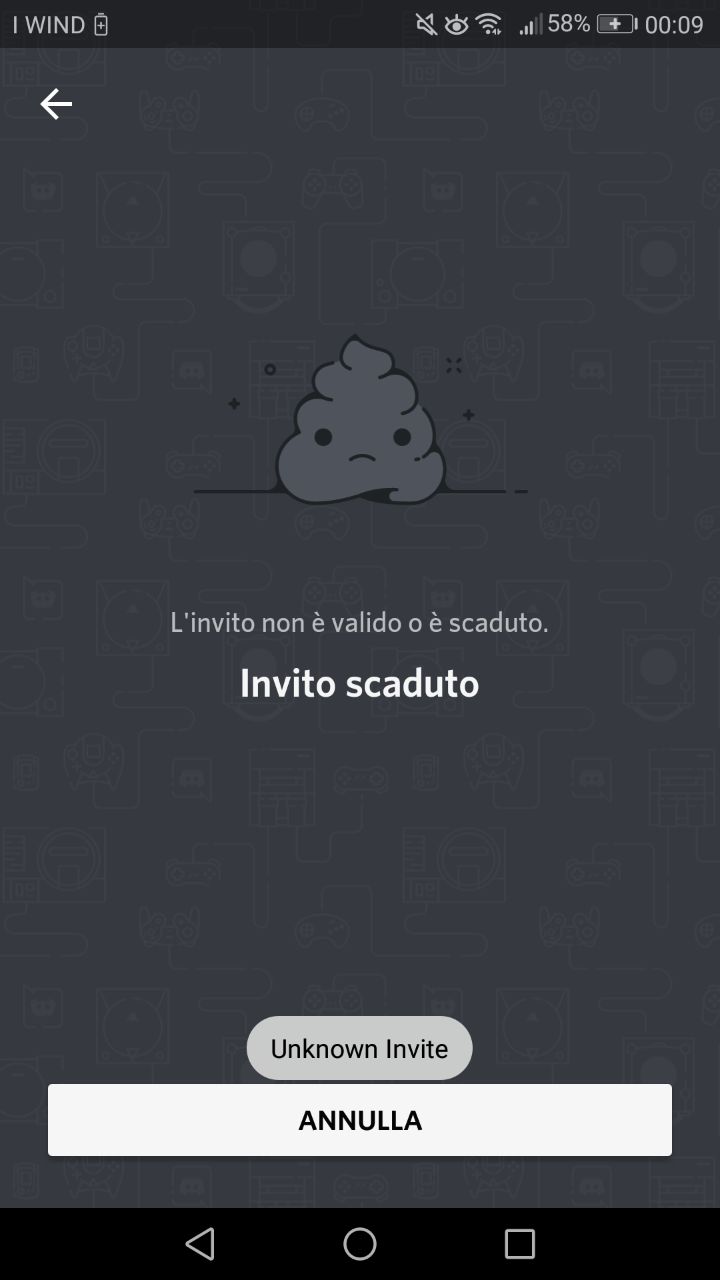 I WIND 58% 00:09
L'invito non è valido o è scaduto.
Invito scaduto
Unknown Invite
ANNULLA